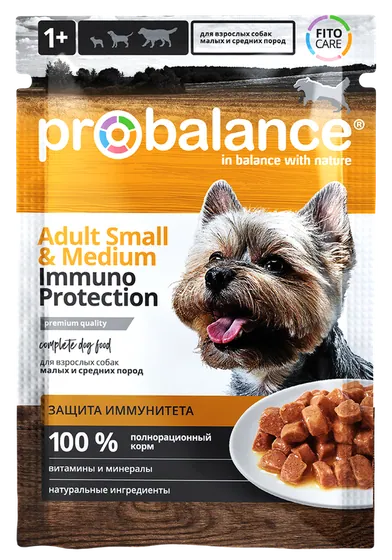 1+
для взрослых собак
малых и средних пород
FITO
CARE
probalance®
in balance with nature
Adult Small
& Medium
Immuno
Protection
premium quality
complete dog food
для взрослых собак
малых и средних пород
ЗАЩИТА ИММУНИТЕТА
100 % полнорационный
корм
витамины и минералы
натуральные ингредиенты